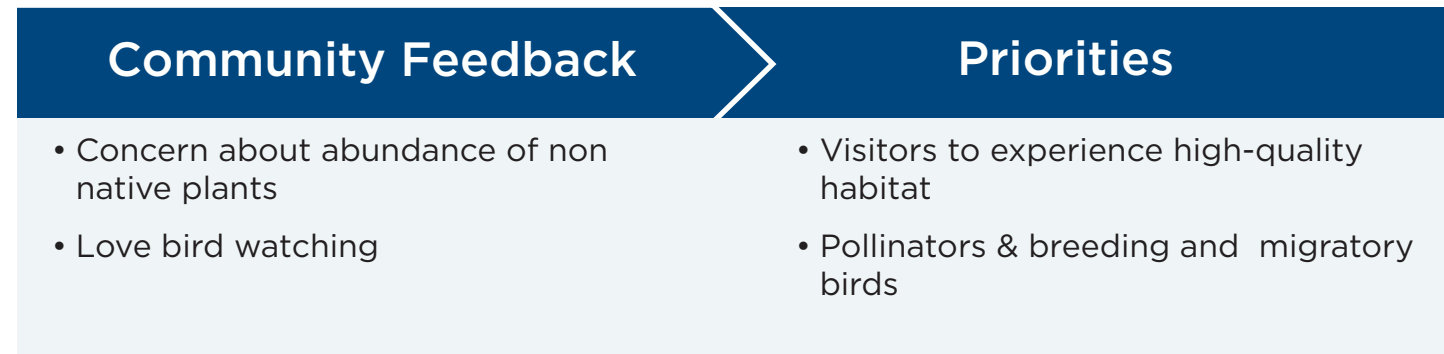 Community Feedback
Priorities
• Concern about abundance of non
native plants
• Love bird watching
• Visitors to experience high-quality
habitat
• Pollinators & breeding and  migratory
birds